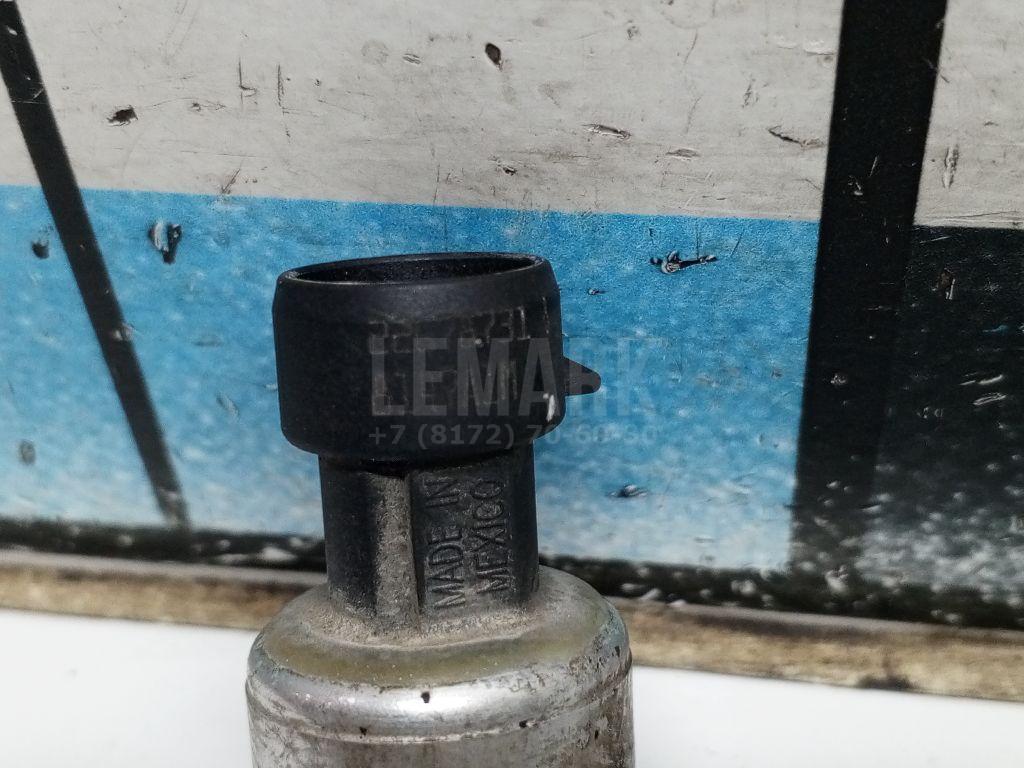 LEMARK
+7 (8172) 70-60-30
MADE IN
MEXICO